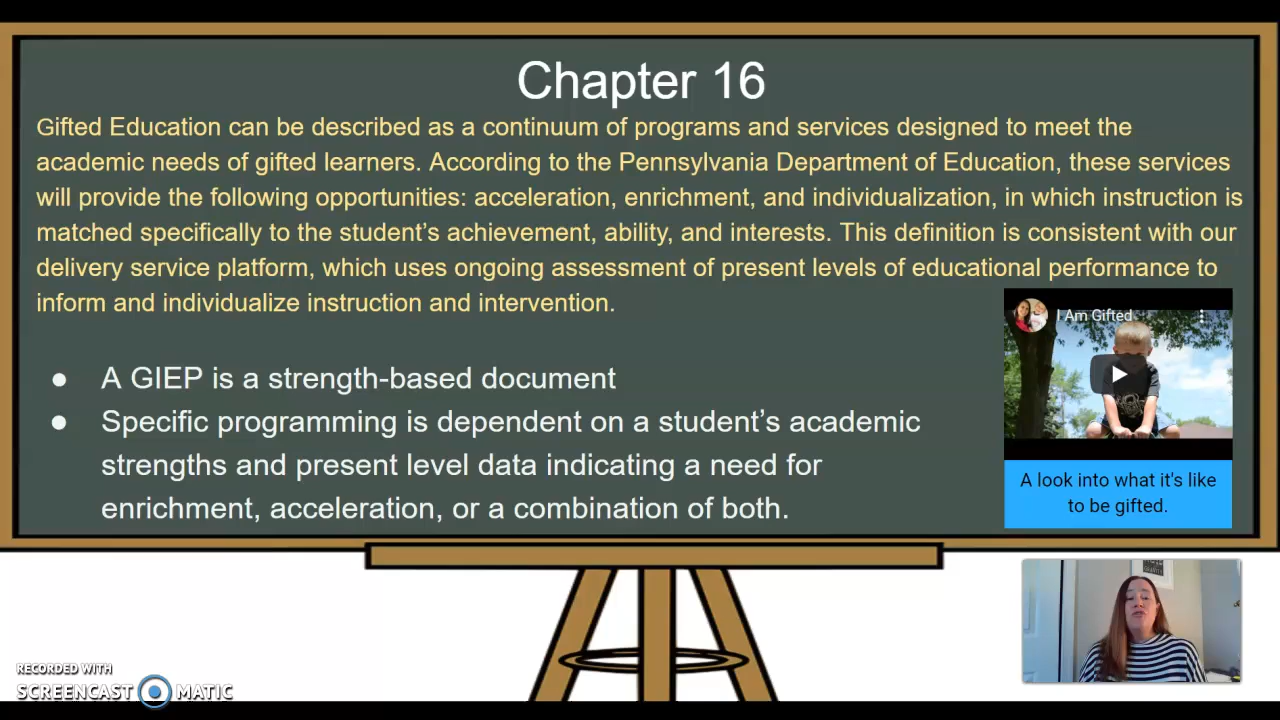 Chapter 16
Gifted Education can be described as a continuum of programs and services designed to meet the
academic needs of gifted learners. According to the Pennsylvania Department of Education, these services
will provide the following opportunities: acceleration, enrichment, and individualization, in which instruction is
matched specifically to the student’s achievement, ability, and interests. This definition is consistent with our
delivery service platform, which uses ongoing assessment of present levels of educational performance to
inform and individualize instruction and intervention.
● A GIEP is a strength-based document
● Specific programming is dependent on a student’s academic
strengths and present level data indicating a need for
enrichment, acceleration, or a combination of both.
I Am Gifted
A look into what it's like
to be gifted.
RECORDED WITH
SCREENCAST MATIC